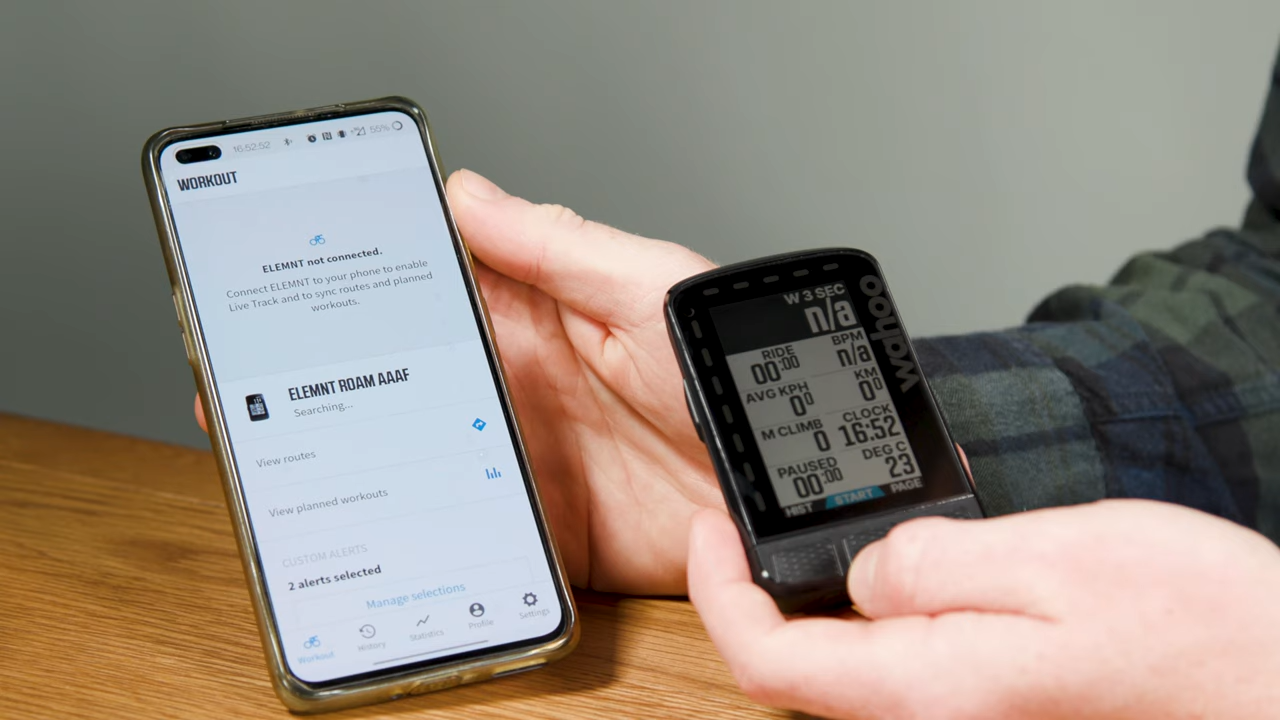 16:52:52
55%
WORKOUT
ELEMNT not connected.
Connect ELEMNT to your phone to enable
Live Track and to sync routes and planned
workouts.
ELEMNT ROAM AAAF
Searching...
View routes
View planned workouts
CUSTOM ALERTS
2 alerts selected
Manage selections
Workout
History
Statistics
Profile
Settings
wahoo
W 3 SEC
n/a
RIDE
00:00
BPM
n/a
AVG KPH
0.0
KM
0.0
M CLIMB
0
CLOCK
16:52
PAUSED
00:00
DEG C
23
HIST
START
PAGE